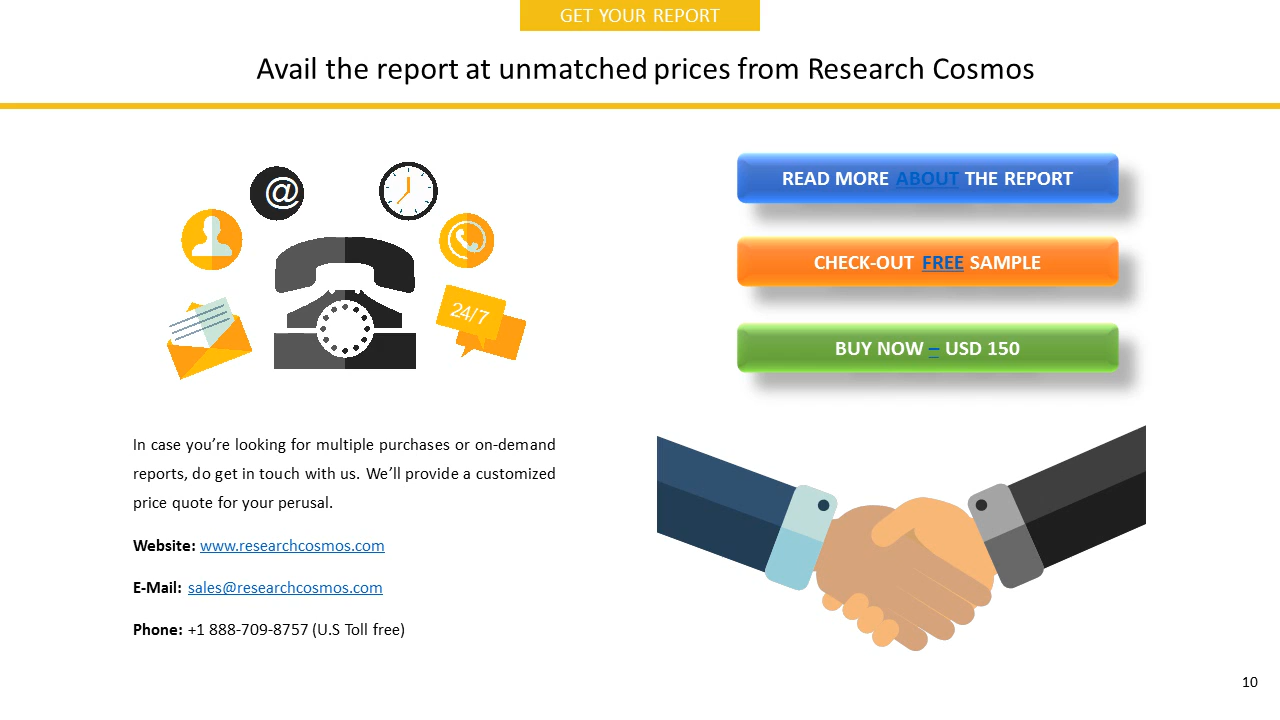 GET YOUR REPORT
Avail the report at unmatched prices from Research Cosmos
@
24/7
READ MORE ABOUT THE REPORT
CHECK-OUT FREE SAMPLE
BUY NOW – USD 150
In case you’re looking for multiple purchases or on-demand
reports, do get in touch with us. We’ll provide a customized
price quote for your perusal.
Website: www.researchcosmos.com
E-Mail: sales@researchcosmos.com
Phone: +1 888-709-8757 (U.S Toll free)
10